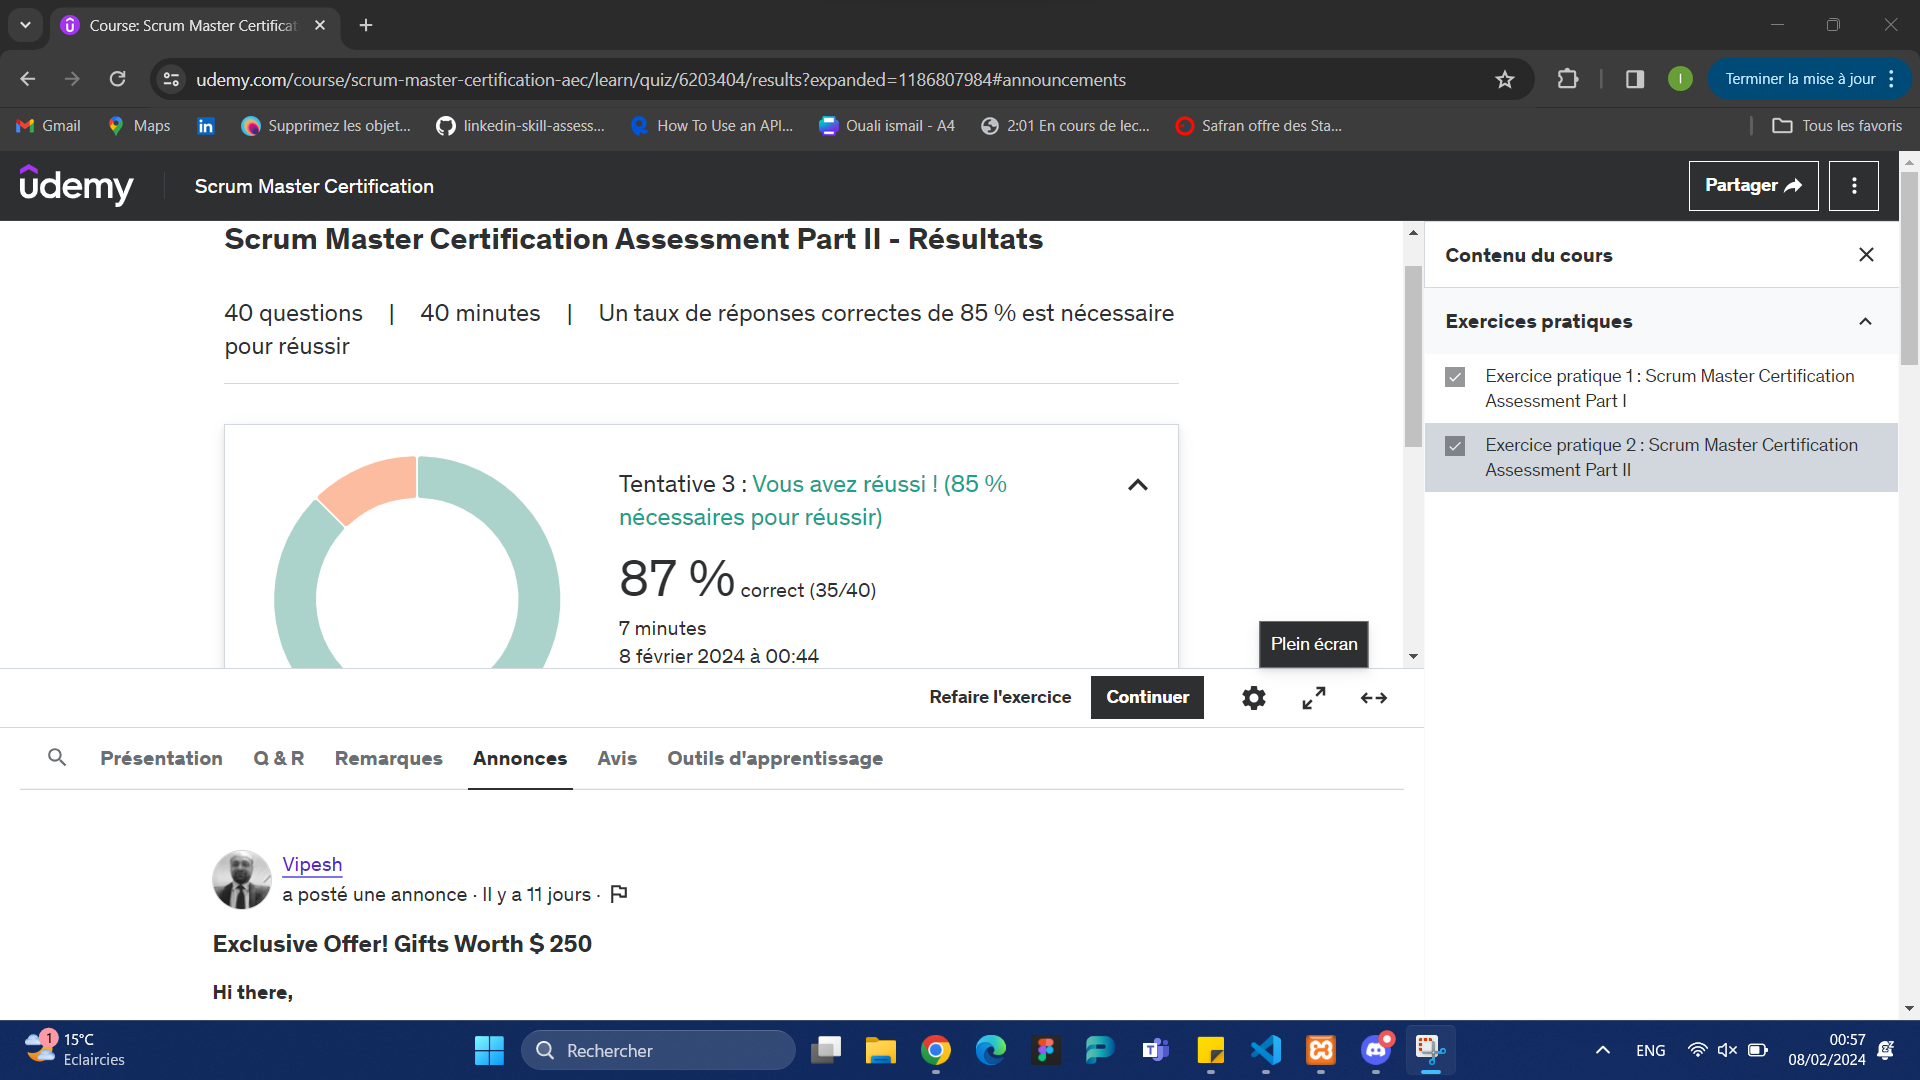 Course: Scrum Master Certificat
udemy.com/course/scrum-master-certification-aec/learn/quiz/6203404/results?expanded=1186807984#announcements
I
Terminer la mise à jour
Gmail
Maps
in
Supprimez les objet...
linkedin-skill-assess...
How To Use an API...
Ouali ismail - A4
2:01 En cours de lec...
Safran offre des Sta...
Tous les favoris
udemy
Scrum Master Certification
Partager
Scrum Master Certification Assessment Part II - Résultats
40 questions | 40 minutes | Un taux de réponses correctes de 85 % est nécessaire
pour réussir
Tentative 3 : Vous avez réussi ! (85 %
nécessaires pour réussir)
87 % correct (35/40)
7 minutes
8 février 2024 à 00:44
Plein écran
Refaire l'exercice
Continuer
Contenu du cours
Exercices pratiques
Exercice pratique 1 : Scrum Master Certification
Assessment Part I
Exercice pratique 2 : Scrum Master Certification
Assessment Part II
Présentation
Q & R
Remarques
Annonces
Avis
Outils d'apprentissage
Vipesh
a posté une annonce · Il y a 11 jours ·
Exclusive Offer! Gifts Worth $ 250
Hi there,
1
15°C
Eclaircies
Rechercher
ENG
00:57
08/02/2024